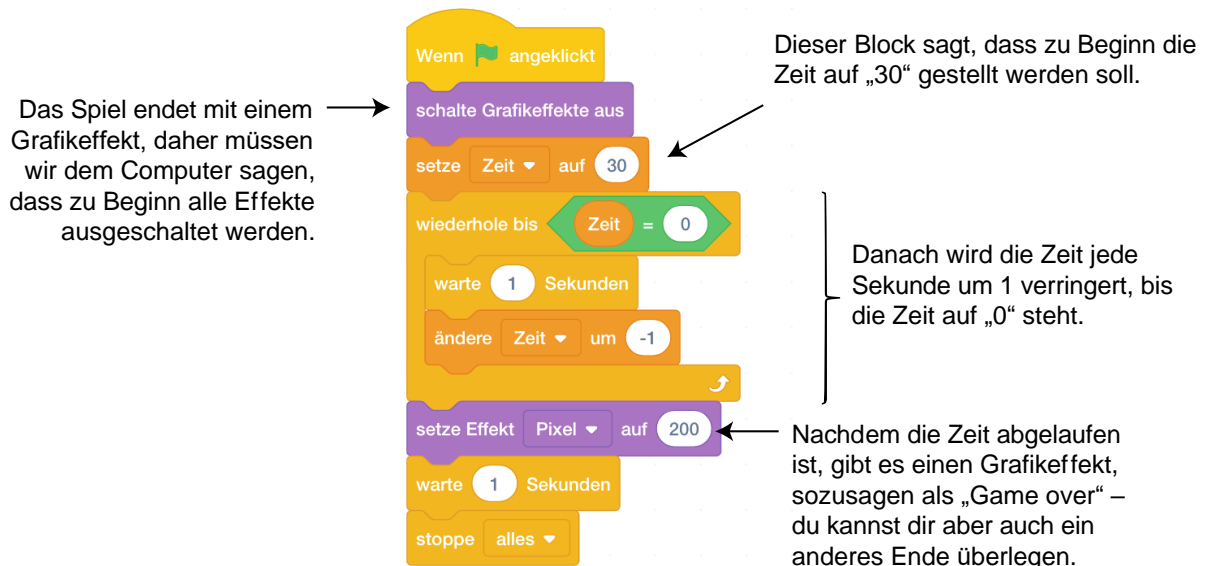 Wenn angeklickt
Dieser Block sagt, dass zu Beginn die
Zeit auf „30“ gestellt werden soll.
Das Spiel endet mit einem
Grafikeffekt, daher müssen
wir dem Computer sagen,
dass zu Beginn alle Effekte
ausgeschaltet werden.
schalte Grafikeffekte aus
setze Zeit auf 30
wiederhole bis Zeit = 0
warte 1 Sekunden
ändere Zeit um -1
Danach wird die Zeit jede
Sekunde um 1 verringert, bis
die Zeit auf „0“ steht.
setze Effekt Pixel auf 200
warte 1 Sekunden
stoppe alles
Nachdem die Zeit abgelaufen
ist, gibt es einen Grafikeffekt,
sozusagen als „Game over“ –
du kannst dir aber auch ein
anderes Ende überlegen.